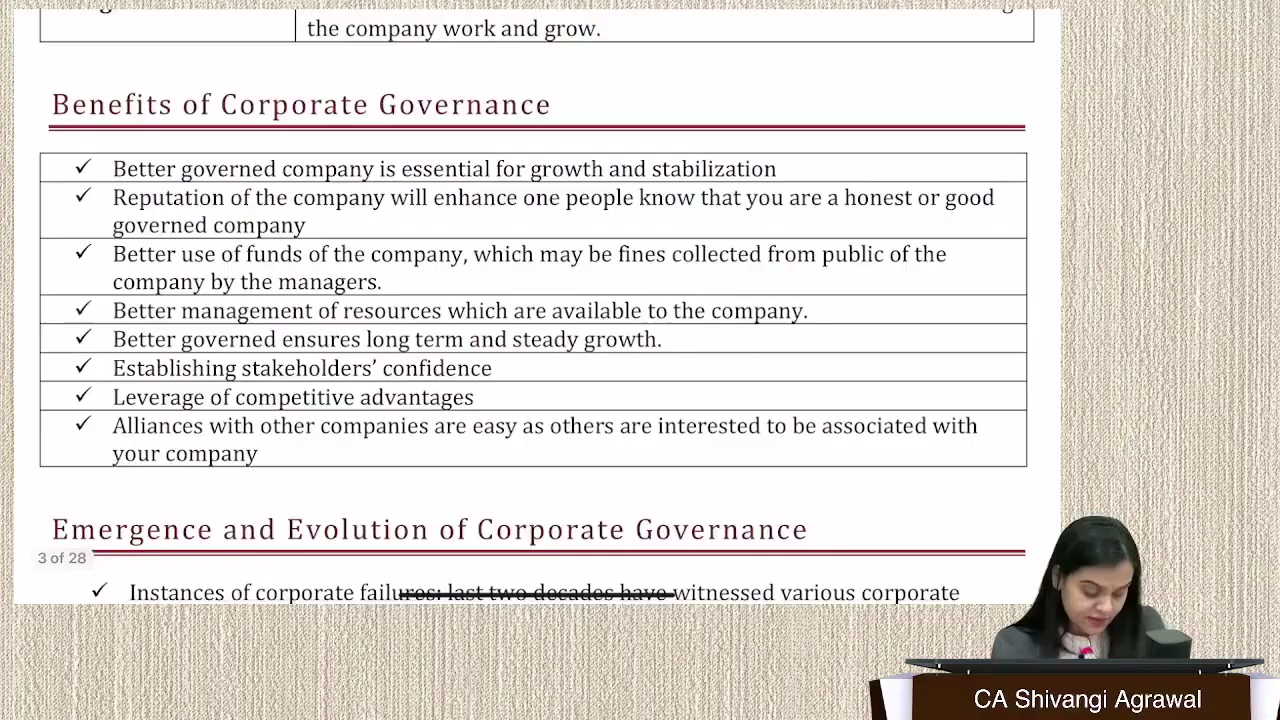 the company work and grow.
Benefits of Corporate Governance
✓ Better governed company is essential for growth and stabilization
✓ Reputation of the company will enhance one people know that you are a honest or good
governed company
✓ Better use of funds of the company, which may be fines collected from public of the
company by the managers.
✓ Better management of resources which are available to the company.
✓ Better governed ensures long term and steady growth.
✓ Establishing stakeholders’ confidence
✓ Leverage of competitive advantages
✓ Alliances with other companies are easy as others are interested to be associated with
your company
Emergence and Evolution of Corporate Governance
3 of 28
✓ Instances of corporate failures: last two decades have witnessed various corporate
CA Shivangi Agrawal